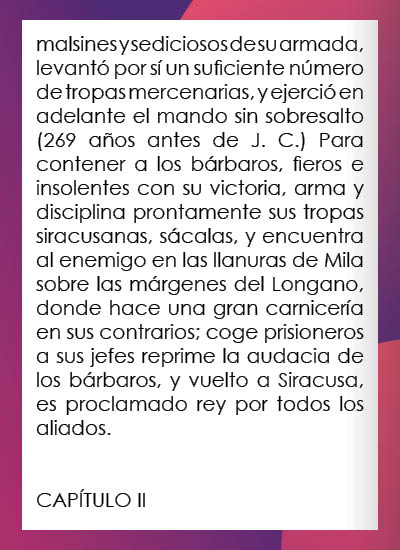 malsines y sediciosos de su armada,
levantó por sí un suficiente número
de tropas mercenarias, y ejerció en
adelante el mando sin sobresalto
(269 años antes de J. C.) Para
contener a los bárbaros, fieros e
insolentes con su victoria, arma y
disciplina prontamente sus tropas
siracusanas, sácalas, y encuentra
al enemigo en las llanuras de Mila
sobre las márgenes del Longano,
donde hace una gran carnicería
en sus contrarios; coge prisioneros
a sus jefes reprime la audacia de
los bárbaros, y vuelto a Siracusa,
es proclamado rey por todos los
aliados.
CAPÍTULO II